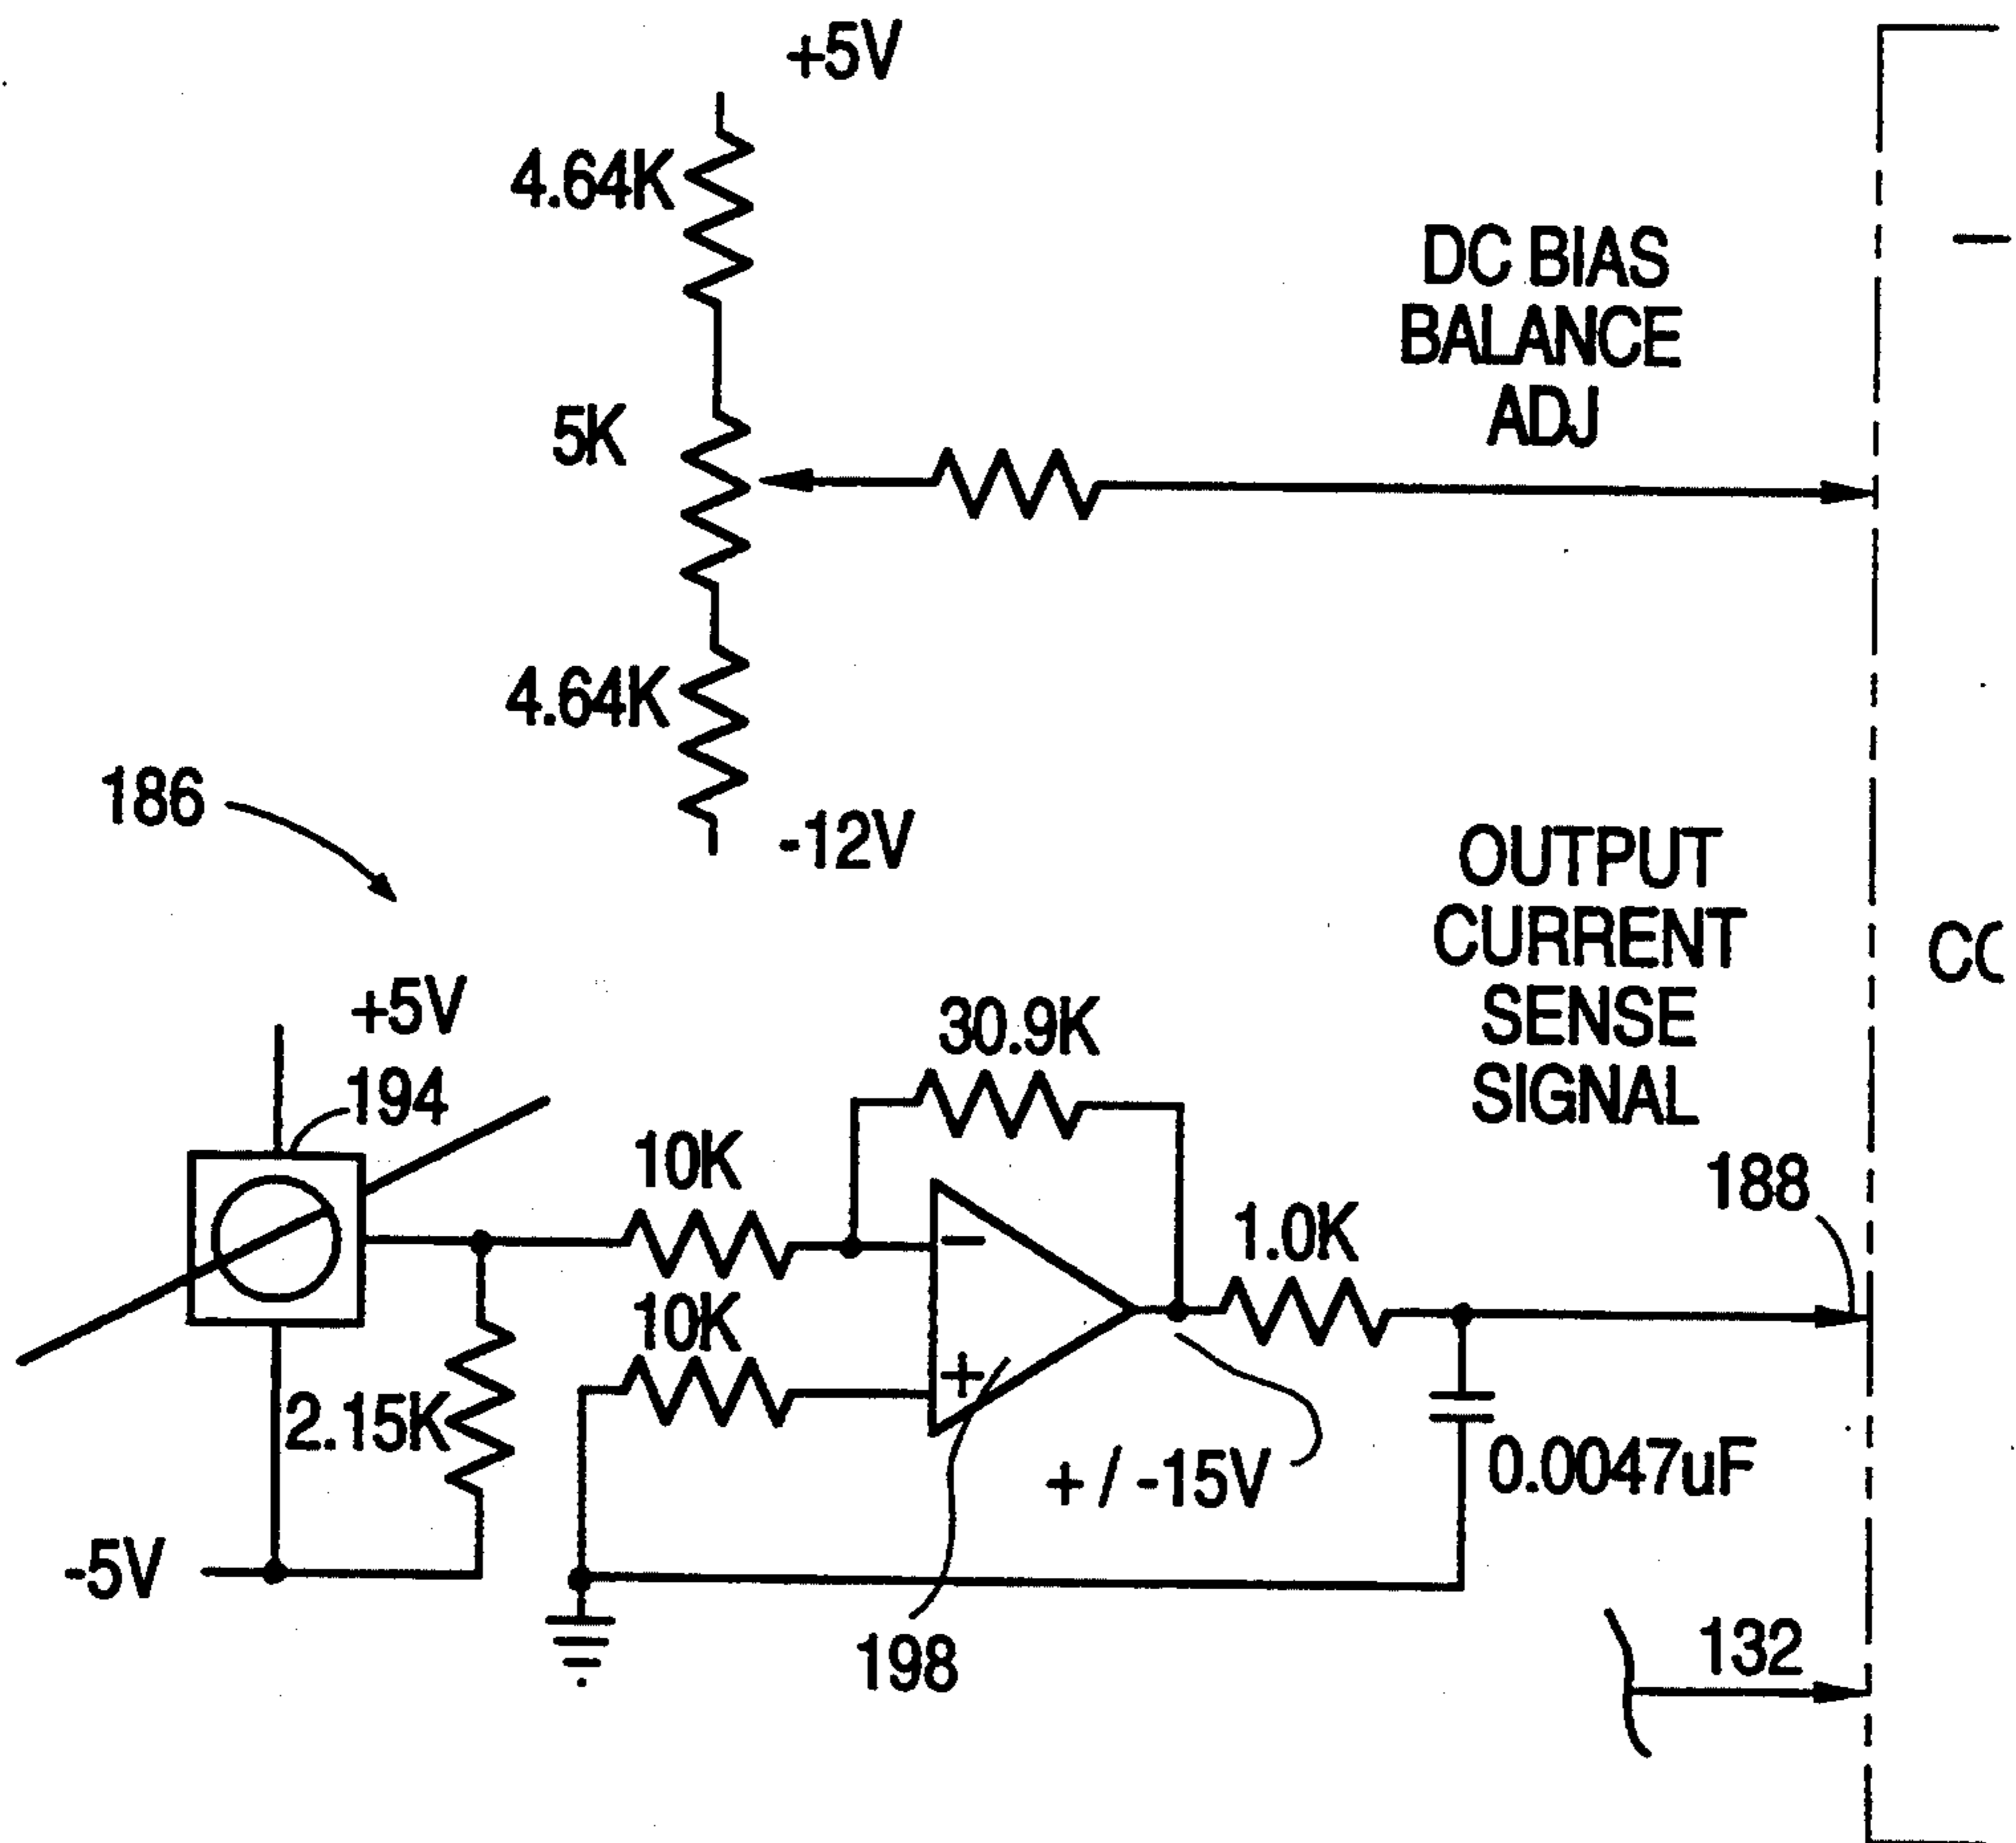 +5V
4.64K
DC BIAS
BALANCE
ADJ
5K
4.64K
-12V
186
OUTPUT
CURRENT
SENSE
SIGNAL
CO
+5V
194
30.9K
10K
10K
−
+
1.0K
188
2.15K
+ / -15V
0.0047uF
-5V
198
132